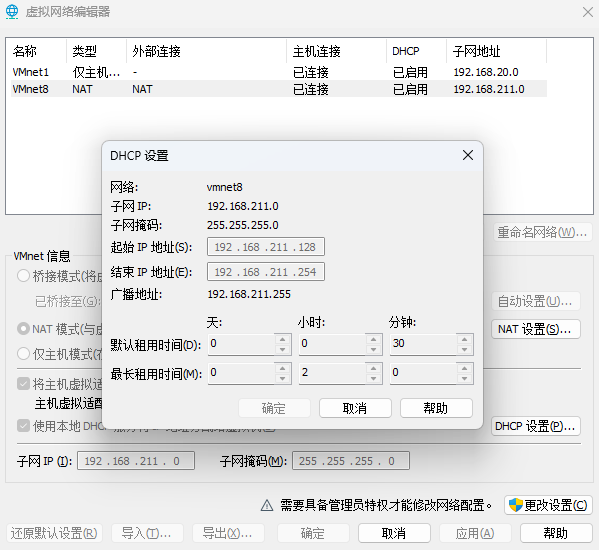 虚拟网络编辑器
名称 类型 外部连接 主机连接 DHCP 子网地址
VMnet1 仅主机... - 已连接 已启用 192.168.20.0
VMnet8 NAT NAT 已连接 已启用 192.168.211.0
DHCP 设置
网络: vmnet8
子网 IP: 192.168.211.0
子网掩码: 255.255.255.0
起始 IP 地址(S): 192 . 168 . 211 . 128
结束 IP 地址(E): 192 . 168 . 211 . 254
广播地址: 192.168.211.255
天: 小时: 分钟:
默认租用时间(D): 0 0 30
最长租用时间(M): 0 2 0
确定 取消 帮助
重命名网络(W)...
VMnet 信息
桥接模式(将
已桥接至(G): 自动设置(U)...
NAT 模式(与 NAT 设置(S)...
仅主机模式(
将主机虚拟适
主机虚拟适配
使用本地 DHC DHCP 设置(P)...
子网 IP (I): 192 . 168 . 211 . 0 子网掩码(M): 255 . 255 . 255 . 0
需要具备管理员特权才能修改网络配置。 更改设置(C)
还原默认设置(R) 导入(T)... 导出(X)... 确定 取消 应用(A) 帮助